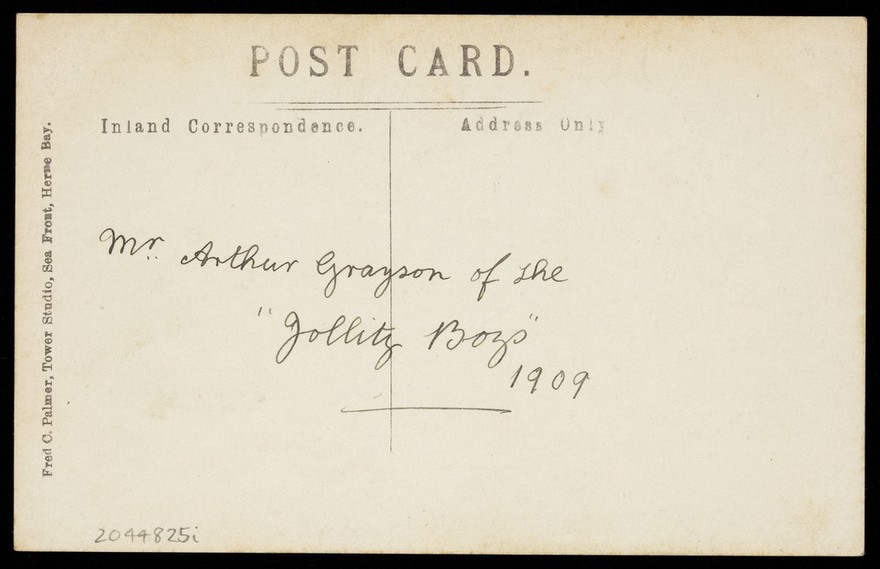 POST CARD.
Inland Correspondence.
Address Only
Mr. Arthur Grayson of the
"Jollity Boys"
1909
Fred C. Palmer, Tower Studio, Sea Front, Herne Bay.
2044825i